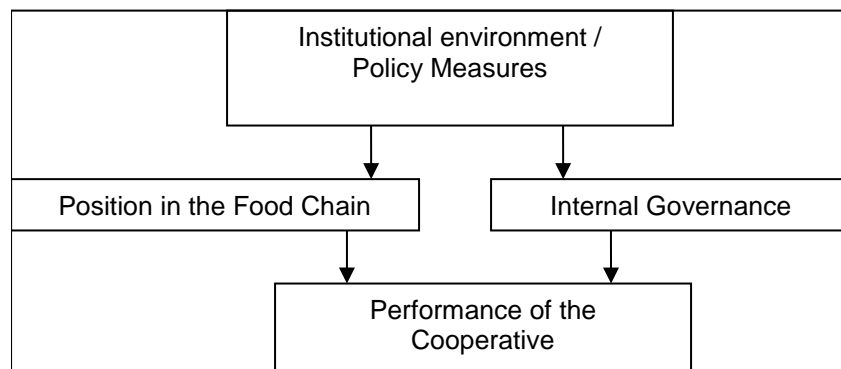 Institutional environment /
Policy Measures
Position in the Food Chain
Internal Governance
Performance of the
Cooperative